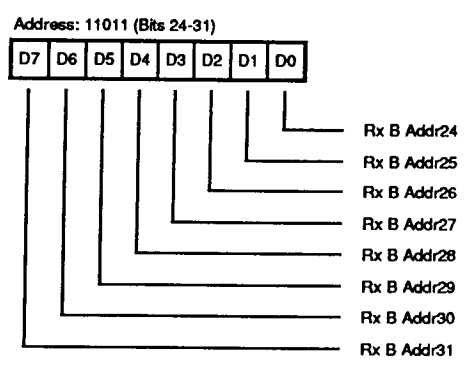 Address: 11011 (Bits 24-31)
D7 D6 D5 D4 D3 D2 D1 D0
Rx B Addr24
Rx B Addr25
Rx B Addr26
Rx B Addr27
Rx B Addr28
Rx B Addr29
Rx B Addr30
Rx B Addr31